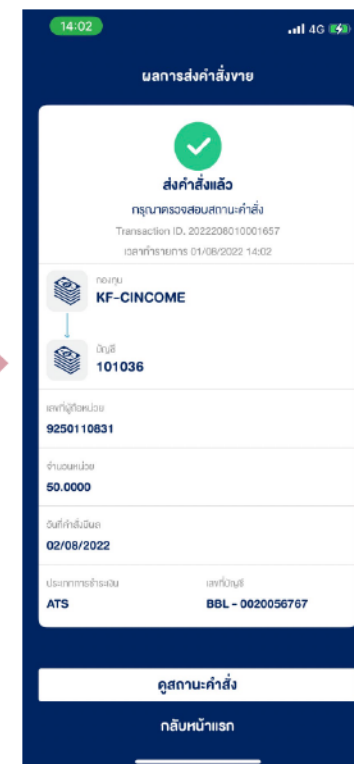 14:02
4G
ผลการส่งคำสั่งขาย
ส่งคำสั่งแล้ว
กรุณาตรวจสอบสถานะคำสั่ง
Transaction ID. 2022208010001657
เวลาทำรายการ 01/08/2022 14:02
กองทุน
KF-CINCOME
บัญชี
101036
เลขที่ผู้ถือหน่วย
9250110831
จำนวนหน่วย
50.0000
วันที่คำสั่งมีผล
02/08/2022
ประเภทการชำระเงิน เลขที่บัญชี
ATS BBL - 0020056767
ดูสถานะคำสั่ง
กลับหน้าแรก